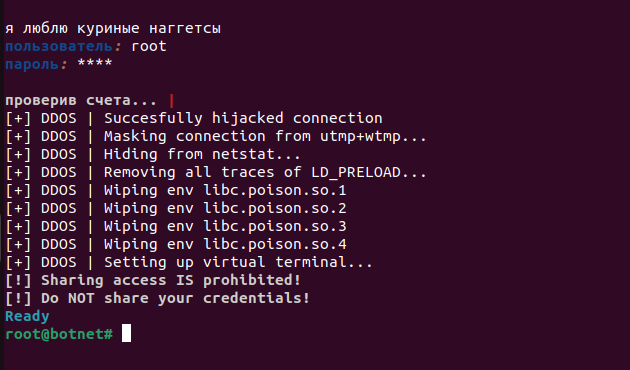 я люблю куриные наггетсы
пользователь: root
пароль: ****
проверив счета... |
[+] DDOS | Succesfully hijacked connection
[+] DDOS | Masking connection from utmp+wtmp...
[+] DDOS | Hiding from netstat...
[+] DDOS | Removing all traces of LD_PRELOAD...
[+] DDOS | Wiping env libc.poison.so.1
[+] DDOS | Wiping env libc.poison.so.2
[+] DDOS | Wiping env libc.poison.so.3
[+] DDOS | Wiping env libc.poison.so.4
[+] DDOS | Setting up virtual terminal...
[!] Sharing access IS prohibited!
[!] Do NOT share your credentials!
Ready
root@botnet#